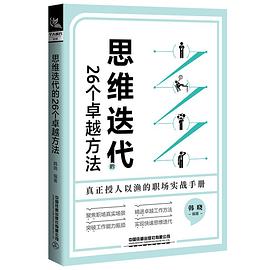 思维迭代的
26个卓越方法
真正授人以渔的职场实战手册
韩晓 编著
聚焦职场真实场景
精进卓越工作方法
突破工作能力瓶颈
实现快速思维迭代
中国铁道出版社有限公司
思维迭代的26个卓越方法